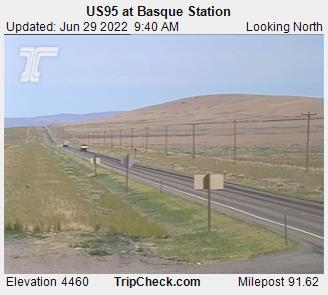 US95 at Basque Station
Updated: Jun 29 2022 9:40 AM Looking North
Elevation 4460 TripCheck.com Milepost 91.62